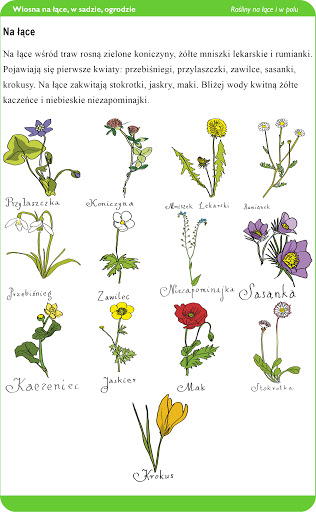 Wiosna na łące, w sadzie, ogrodzie
Rośliny na łące i w polu
Na łące
Na łące wśród traw rosną zielone koniczyny, żółte mniszki lekarskie i rumianki.
Pojawiają się pierwsze kwiaty: przebiśniegi, przylaszczki, zawilce, sasanki,
krokusy. Na łące zakwitają stokrotki, jaskry, maki. Bliżej wody kwitną żółte
kaczeńce i niebieskie niezapominajki.
Przylaszczka Koniczyna Mniszek Lekarski Rumianek
Przebiśnieg Zawilec Niezapominajka Sasanka
Kaczeniec Jaskier Mak Stokrotka
Krokus